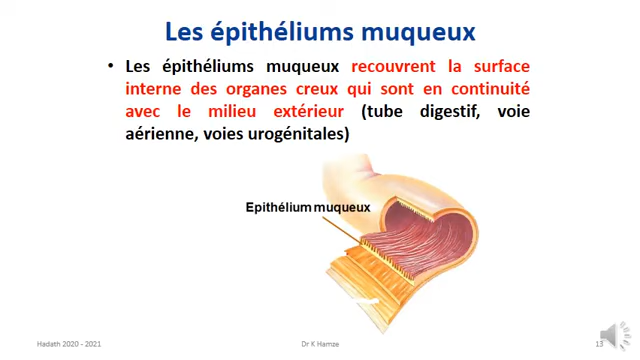 Les épithéliums muqueux
• Les épithéliums muqueux recouvrent la surface
interne des organes creux qui sont en continuité
avec le milieu extérieur (tube digestif, voie
aérienne, voies urogénitales)
Epithélium muqueux
Hadath 2020 - 2021
Dr K Hamze
13